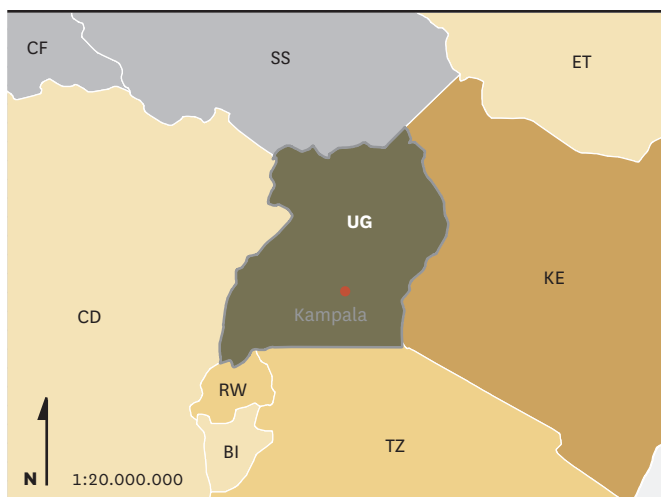 CF
SS
ET
UG
KE
Kampala
CD
RW
BI
TZ
N 1:20.000.000